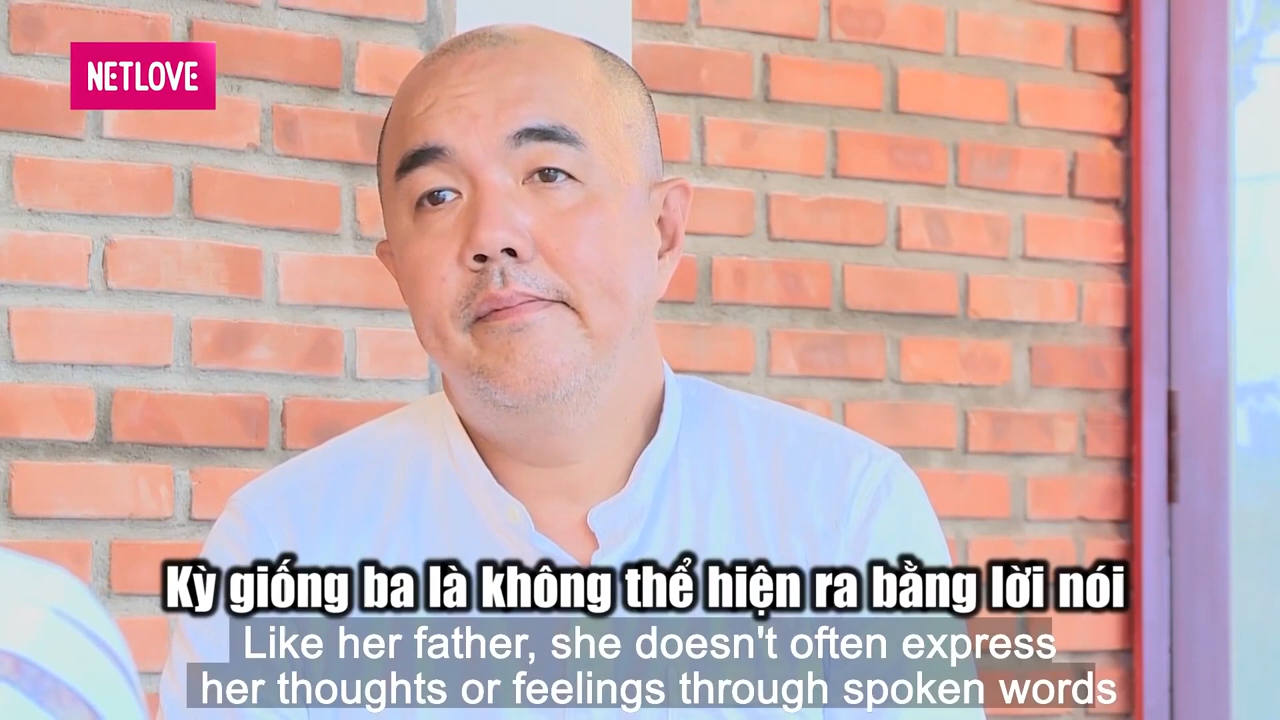 NETLOVE
Kỳ giống ba là không thể hiện ra bằng lời nói
Like her father, she doesn't often express
her thoughts or feelings through spoken words